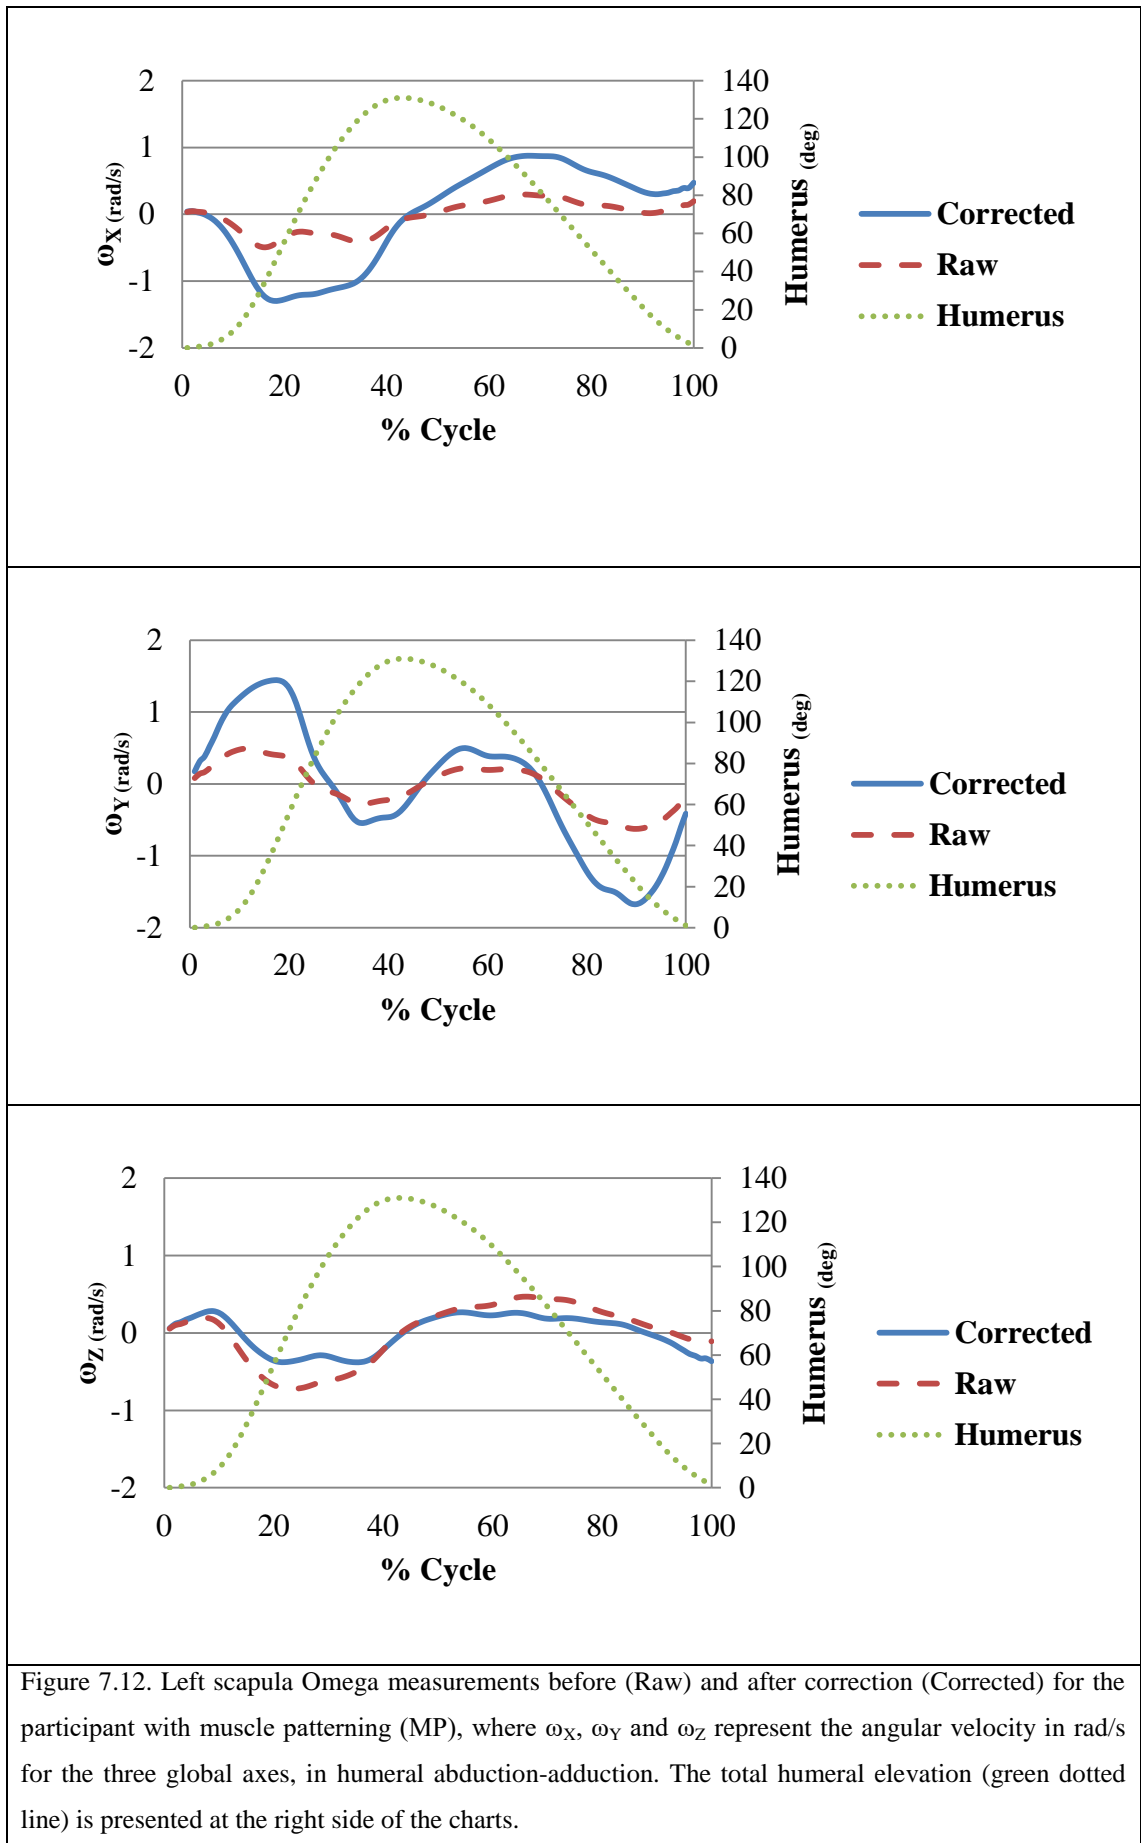 2
1
0
-1
-2
ωX (rad/s)
140
120
100
80
60
40
20
0
Humerus (deg)
0 20 40 60 80 100
% Cycle
Corrected
Raw
Humerus
2
1
0
-1
-2
ωY (rad/s)
140
120
100
80
60
40
20
0
Humerus (deg)
0 20 40 60 80 100
% Cycle
Corrected
Raw
Humerus
2
1
0
-1
-2
ωZ (rad/s)
140
120
100
80
60
40
20
0
Humerus (deg)
0 20 40 60 80 100
% Cycle
Corrected
Raw
Humerus
Figure 7.12. Left scapula Omega measurements before (Raw) and after correction (Corrected) for the
participant with muscle patterning (MP), where ωX, ωY and ωZ represent the angular velocity in rad/s
for the three global axes, in humeral abduction-adduction. The total humeral elevation (green dotted
line) is presented at the right side of the charts.